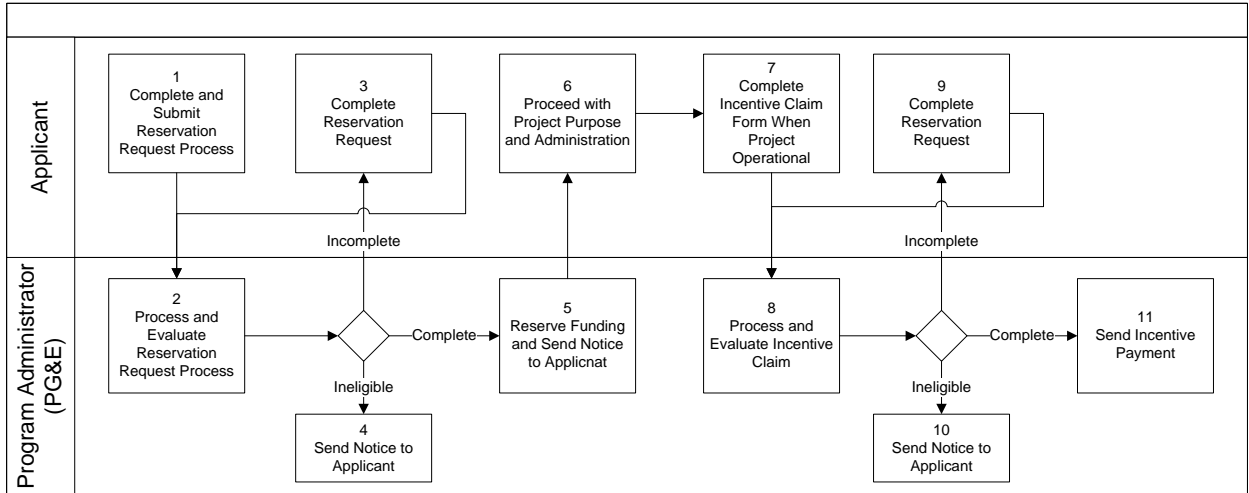 Applicant
1
Complete and
Submit
Reservation
Request Process
3
Complete
Reservation
Request
6
Proceed with
Project Purpose
and Administration
7
Complete
Incentive Claim
Form When
Project
Operational
9
Complete
Reservation
Request
Incomplete
Incomplete
Program Administrator
(PG&E)
2
Process and
Evaluate
Reservation
Request Process
Complete
5
Reserve Funding
and Send Notice
to Applicnat
8
Process and
Evaluate Incentive
Claim
Complete
11
Send Incentive
Payment
Ineligible
Ineligible
4
Send Notice to
Applicant
10
Send Notice to
Applicant